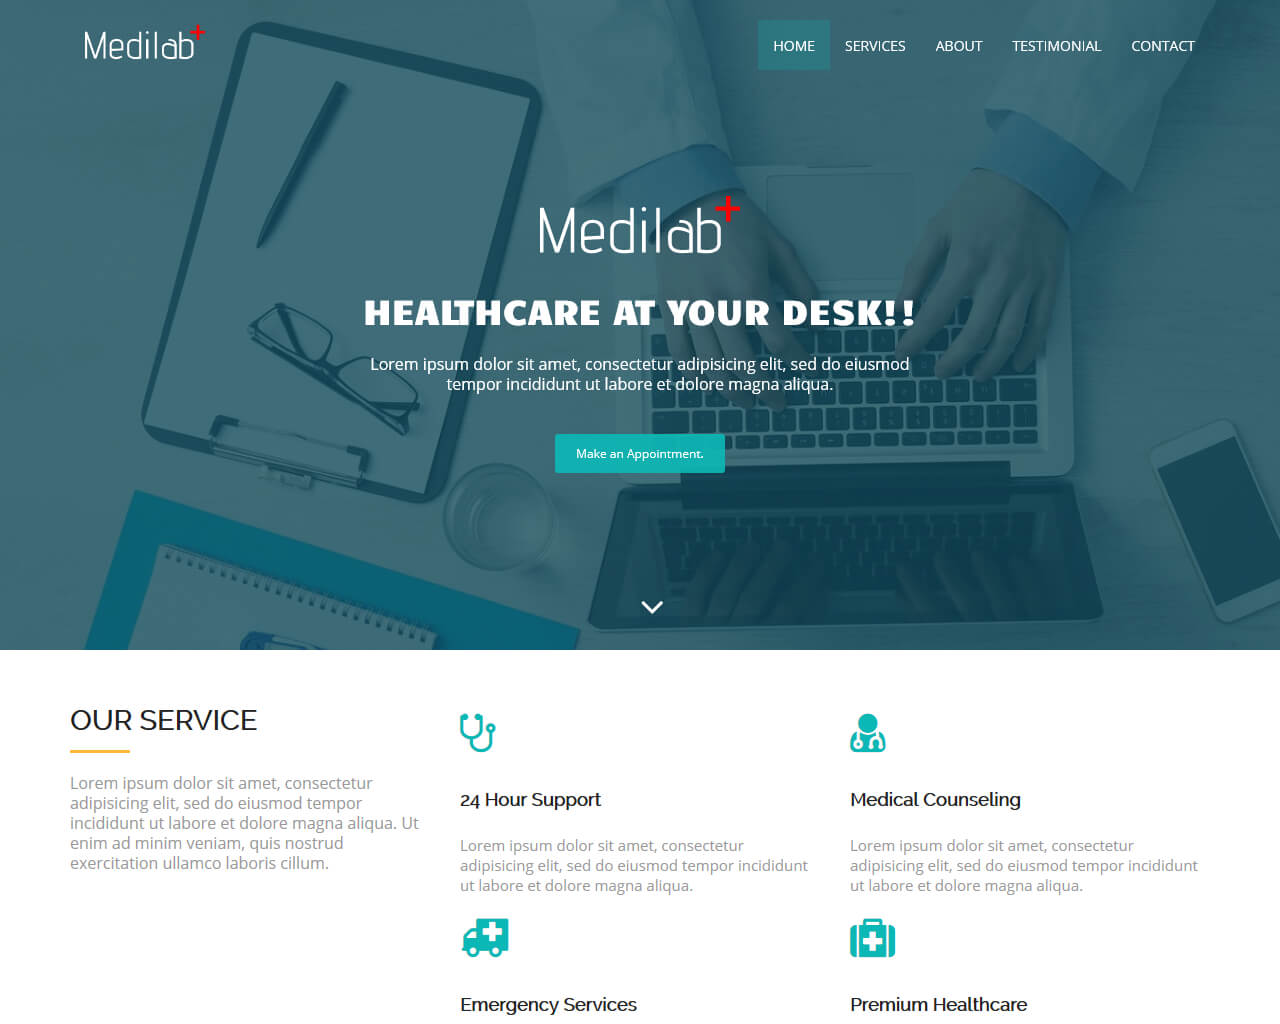 Medilab
HOME SERVICES ABOUT TESTIMONIAL CONTACT
Medilab
HEALTHCARE AT YOUR DESK!!
Lorem ipsum dolor sit amet, consectetur adipisicing elit, sed do eiusmod
tempor incididunt ut labore et dolore magna aliqua.
Make an Appointment.
OUR SERVICE
Lorem ipsum dolor sit amet, consectetur
adipisicing elit, sed do eiusmod tempor
incididunt ut labore et dolore magna aliqua. Ut
enim ad minim veniam, quis nostrud
exercitation ullamco laboris cillum.
24 Hour Support
Lorem ipsum dolor sit amet, consectetur
adipisicing elit, sed do eiusmod tempor incididunt
ut labore et dolore magna aliqua.
Medical Counseling
Lorem ipsum dolor sit amet, consectetur
adipisicing elit, sed do eiusmod tempor incididunt
ut labore et dolore magna aliqua.
Emergency Services
Premium Healthcare